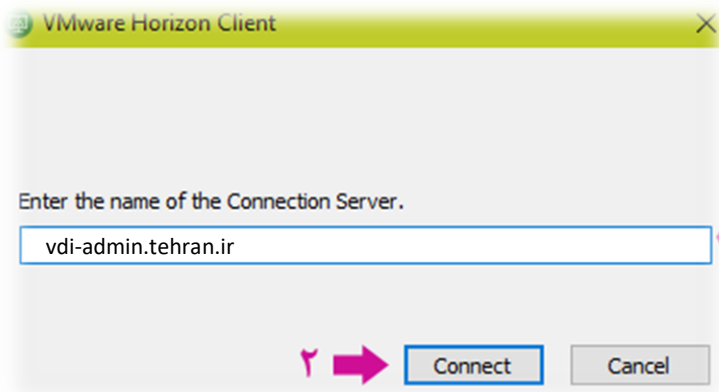 VMware Horizon Client
Enter the name of the Connection Server.
vdi-admin.tehran.ir
۲
Connect
Cancel